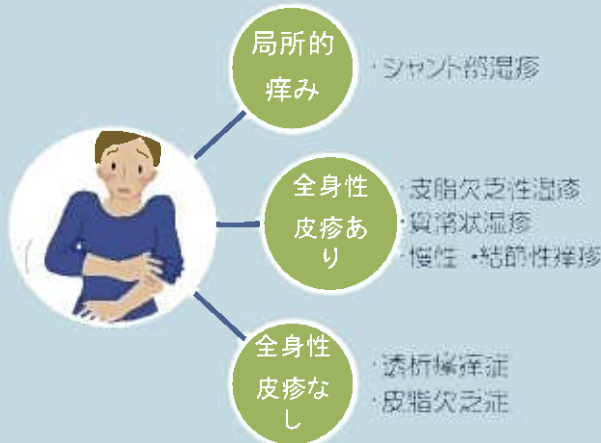 局所的
痒み
・シャント部湿疹
全身性
皮疹あ
り
・皮脂欠乏性湿疹
・貨幣状湿疹
・慢性・結節性痒疹
全身性
皮疹な
し
・透析瘙痒症
・皮脂欠乏症